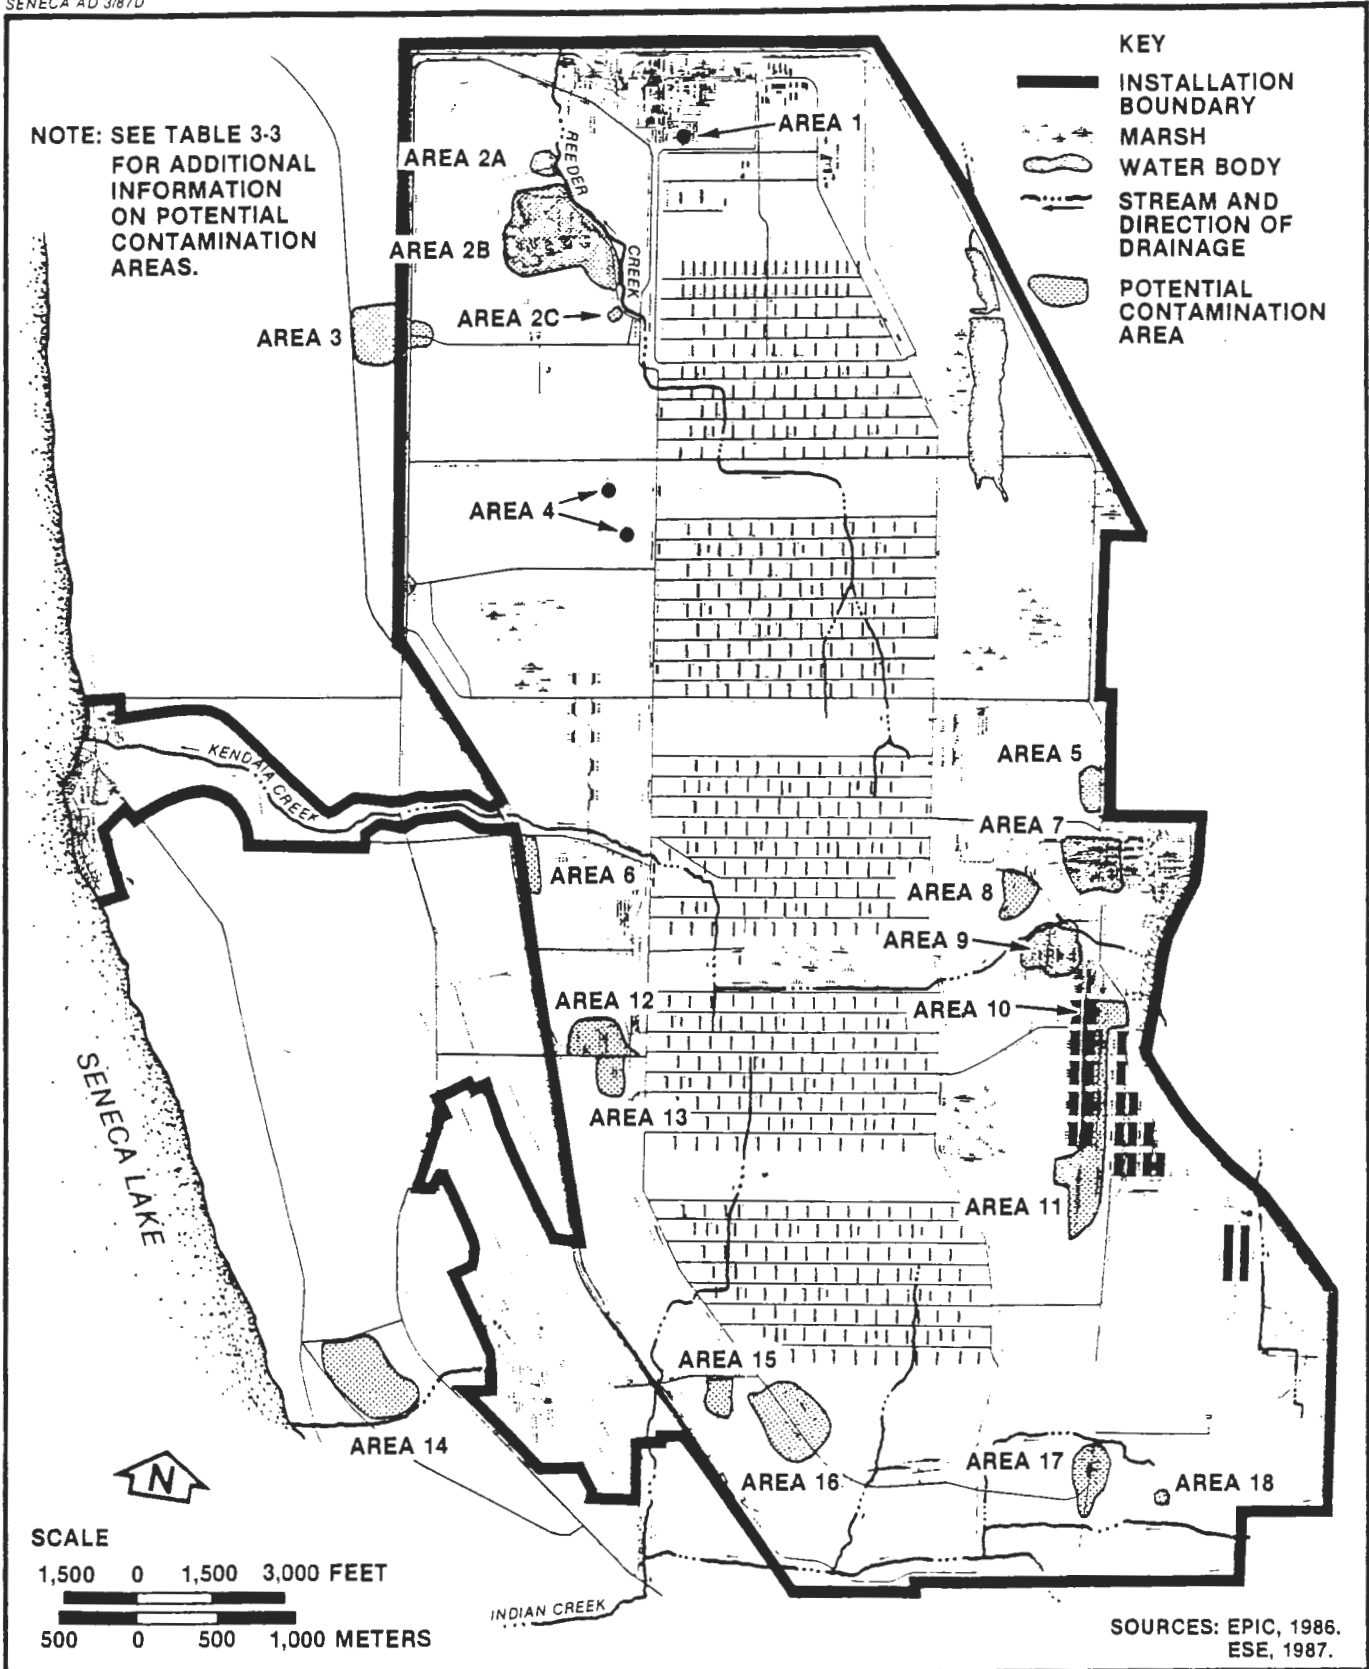 SENECA AD 3/87D
KEY
INSTALLATION
BOUNDARY
MARSH
WATER BODY
STREAM AND
DIRECTION OF
DRAINAGE
POTENTIAL
CONTAMINATION
AREA
NOTE: SEE TABLE 3-3
FOR ADDITIONAL
INFORMATION
ON POTENTIAL
CONTAMINATION
AREAS.
AREA 1
AREA 2A
REEDER
CREEK
AREA 2B
AREA 2C
AREA 3
AREA 4
AREA 5
KENDAIA CREEK
AREA 7
AREA 6
AREA 8
AREA 9
AREA 12
AREA 10
AREA 13
SENECA LAKE
AREA 11
AREA 15
AREA 14
AREA 16
AREA 17
AREA 18
N
SCALE
1,500 0 1,500 3,000 FEET
500 0 500 1,000 METERS
INDIAN CREEK
SOURCES: EPIC, 1986.
ESE, 1987.